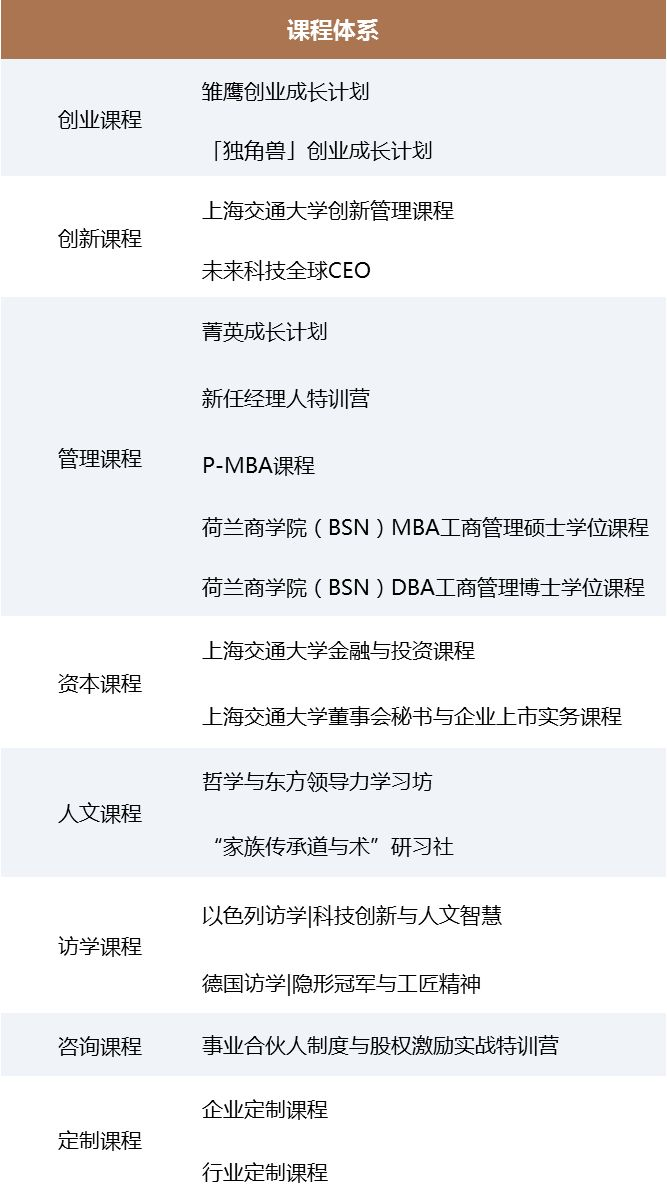 课程体系
创业课程
雏鹰创业成长计划
「独角兽」创业成长计划
创新课程
上海交通大学创新管理课程
未来科技全球CEO
管理课程
菁英成长计划
新任经理人特训营
P-MBA课程
荷兰商学院（BSN）MBA工商管理硕士学位课程
荷兰商学院（BSN）DBA工商管理博士学位课程
资本课程
上海交通大学金融与投资课程
上海交通大学董事会秘书与企业上市实务课程
人文课程
哲学与东方领导力学习坊
“家族传承道与术”研习社
访学课程
以色列访学|科技创新与人文智慧
德国访学|隐形冠军与工匠精神
咨询课程
事业合伙人制度与股权激励实战特训营
定制课程
企业定制课程
行业定制课程